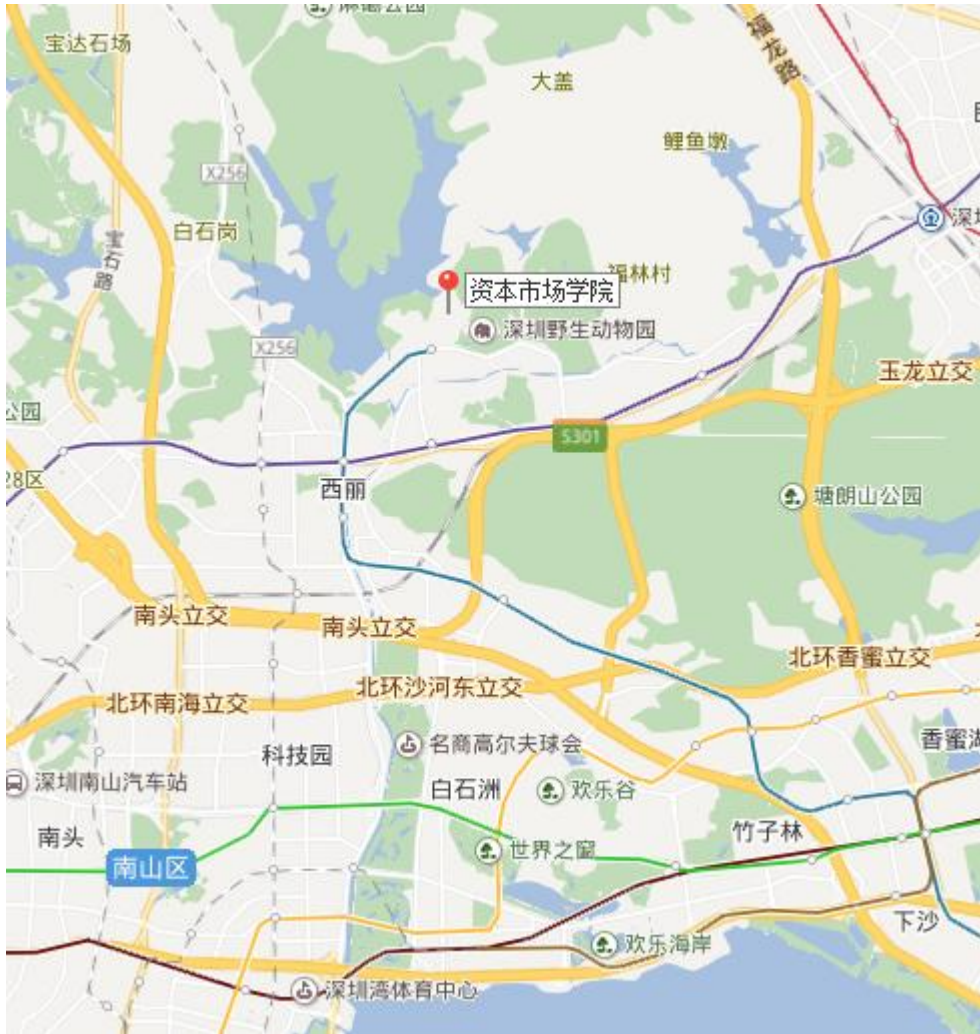 宝达石场
福龙路
大盖
鲤鱼墩
X256
白石岗
宝石路
福林村
资本市场学院
深圳野生动物园
X256
玉龙立交
公园
28区
S301
西丽
塘朗山公园
南头立交
南头立交
北环香蜜立交
北环沙河东立交
北环南海立交
名商高尔夫球会
科技园
香蜜湖
深圳南山汽车站
白石洲
欢乐谷
南头
竹子林
世界之窗
南山区
下沙
欢乐海岸
深圳湾体育中心